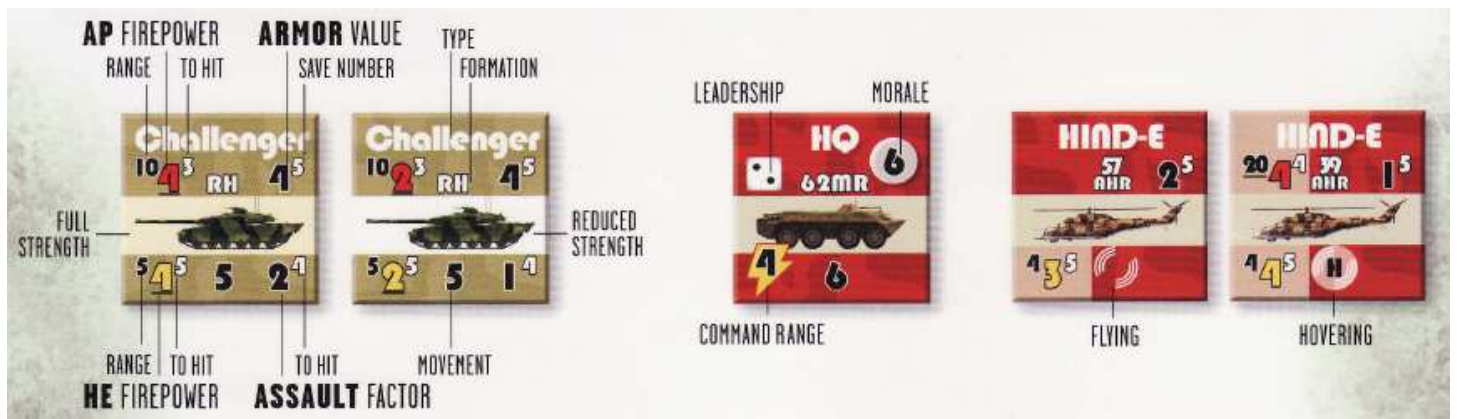 AP FIREPOWER ARMOR VALUE TYPE
RANGE TO HIT SAVE NUMBER FORMATION
LEADERSHIP MORALE
Challenger Challenger HQ HIND-E HIND-E
10 4 3 RH 4 5 10 2 3 RH 4 5 62MR 6 57 AHR 2 5 20 4 4 39 AHR 1 5
FULL STRENGTH REDUCED STRENGTH
5 4 5 5 2 4 5 2 5 5 1 4 4 6 4 3 5 4 4 5 H
COMMAND RANGE FLYING HOVERING
RANGE TO HIT TO HIT MOVEMENT
HE FIREPOWER ASSAULT FACTOR